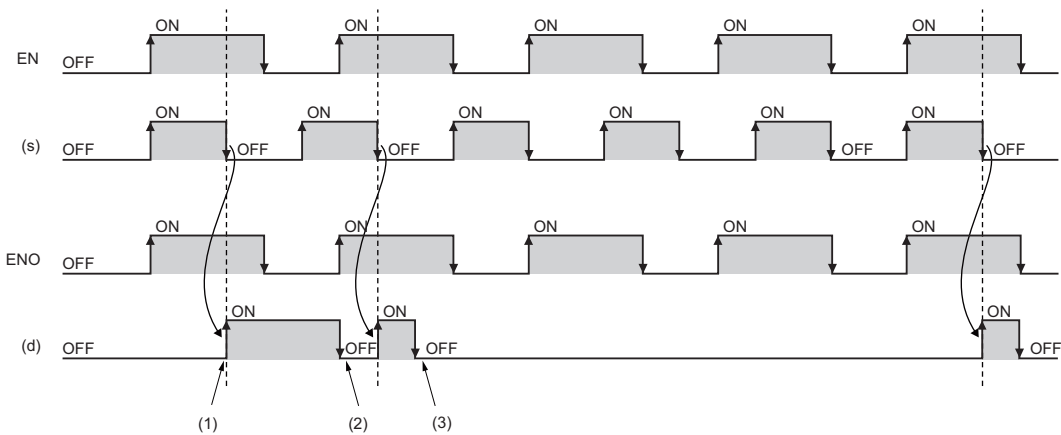 ON ON ON ON ON
EN OFF
ON ON ON ON ON ON
(s) OFF OFF OFF OFF OFF
ON ON ON ON ON
ENO OFF
ON ON ON
(d) OFF OFF OFF OFF
(1) (2) (3)